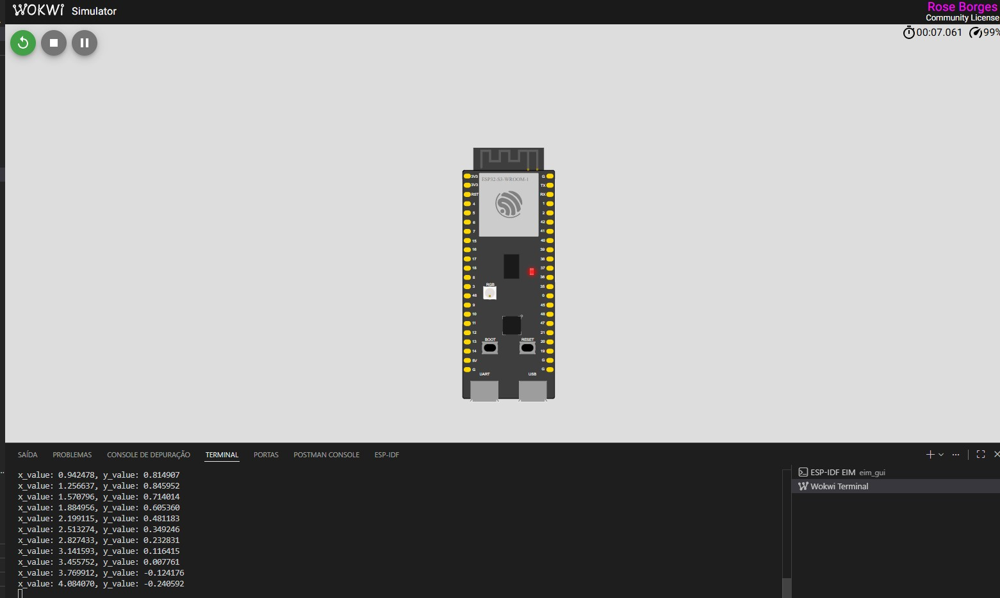 WOKWi Simulator
Rose Borges
Community License
00:07.061 99%
ESP32-S3-WROOM-1
3V3 G
3V3 TX
RST RX
4 1
5 2
6 42
7 41
15 40
16 39
17 38
18 37
8 36
3 35
RGB
46 0
9 45
10 48
11 47
12 21
BOOT RESET
13 20
14 19
5V G
G G
UART USB
SAÍDA PROBLEMAS CONSOLE DE DEPURAÇÃO TERMINAL PORTAS POSTMAN CONSOLE ESP-IDF
ESP-IDF EIM eim_gui
Wokwi Terminal
x_value: 0.942478, y_value: 0.814907
x_value: 1.256637, y_value: 0.845952
x_value: 1.570796, y_value: 0.714014
x_value: 1.884956, y_value: 0.605360
x_value: 2.199115, y_value: 0.481183
x_value: 2.513274, y_value: 0.349246
x_value: 2.827433, y_value: 0.232831
x_value: 3.141593, y_value: 0.116415
x_value: 3.455752, y_value: 0.007761
x_value: 3.769912, y_value: -0.124176
x_value: 4.084070, y_value: -0.240592